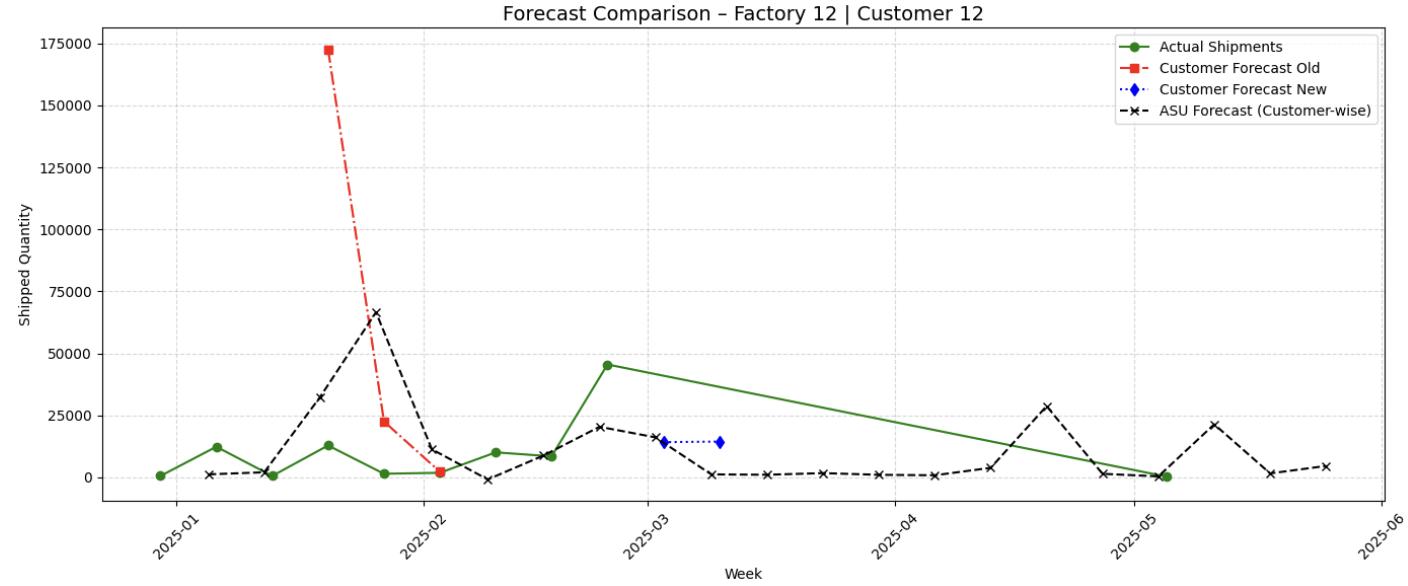 Forecast Comparison – Factory 12 | Customer 12
Actual Shipments
Customer Forecast Old
Customer Forecast New
ASU Forecast (Customer-wise)
Shipped Quantity
175000
150000
125000
100000
75000
50000
25000
0
2025-01
2025-02
2025-03
2025-04
2025-05
2025-06
Week